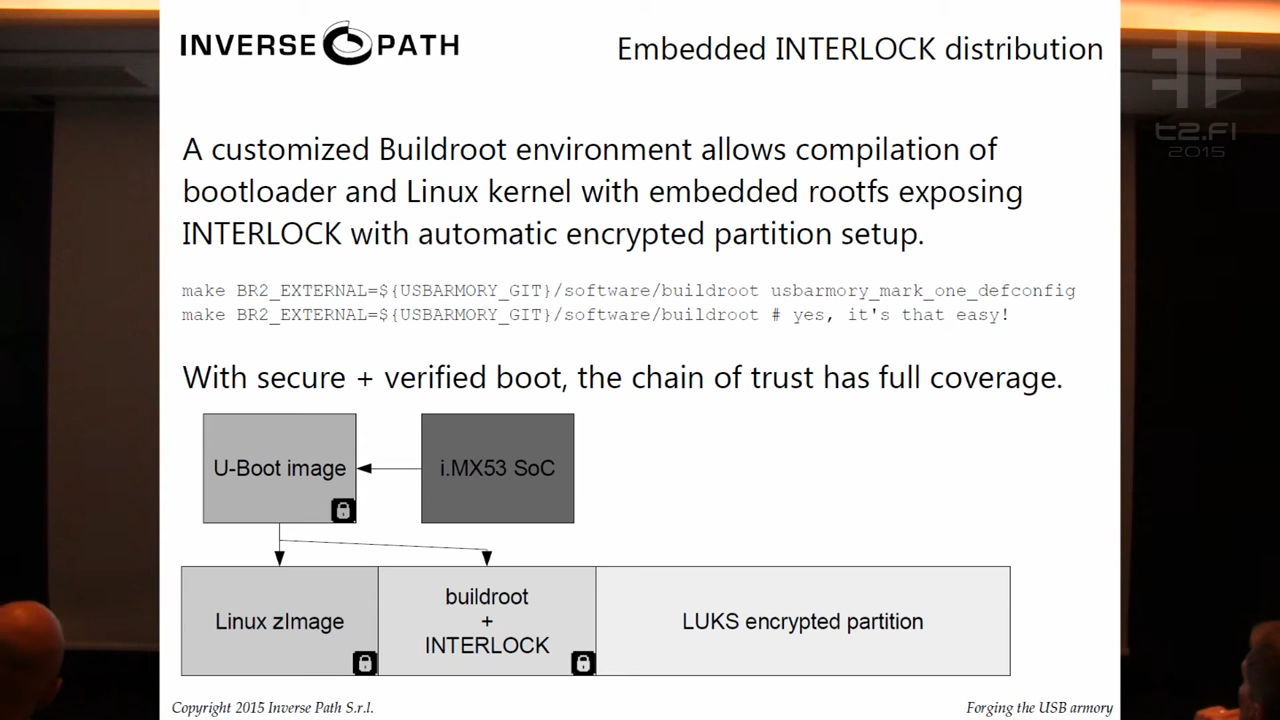 INVERSE PATH
Embedded INTERLOCK distribution
t2.fi
2015
A customized Buildroot environment allows compilation of
bootloader and Linux kernel with embedded rootfs exposing
INTERLOCK with automatic encrypted partition setup.
make BR2_EXTERNAL=${USBARMORY_GIT}/software/buildroot usbarmory_mark_one_defconfig
make BR2_EXTERNAL=${USBARMORY_GIT}/software/buildroot # yes, it's that easy!
With secure + verified boot, the chain of trust has full coverage.
U-Boot image
i.MX53 SoC
Linux zImage
buildroot
+
INTERLOCK
LUKS encrypted partition
Copyright 2015 Inverse Path S.r.l.
Forging the USB armory